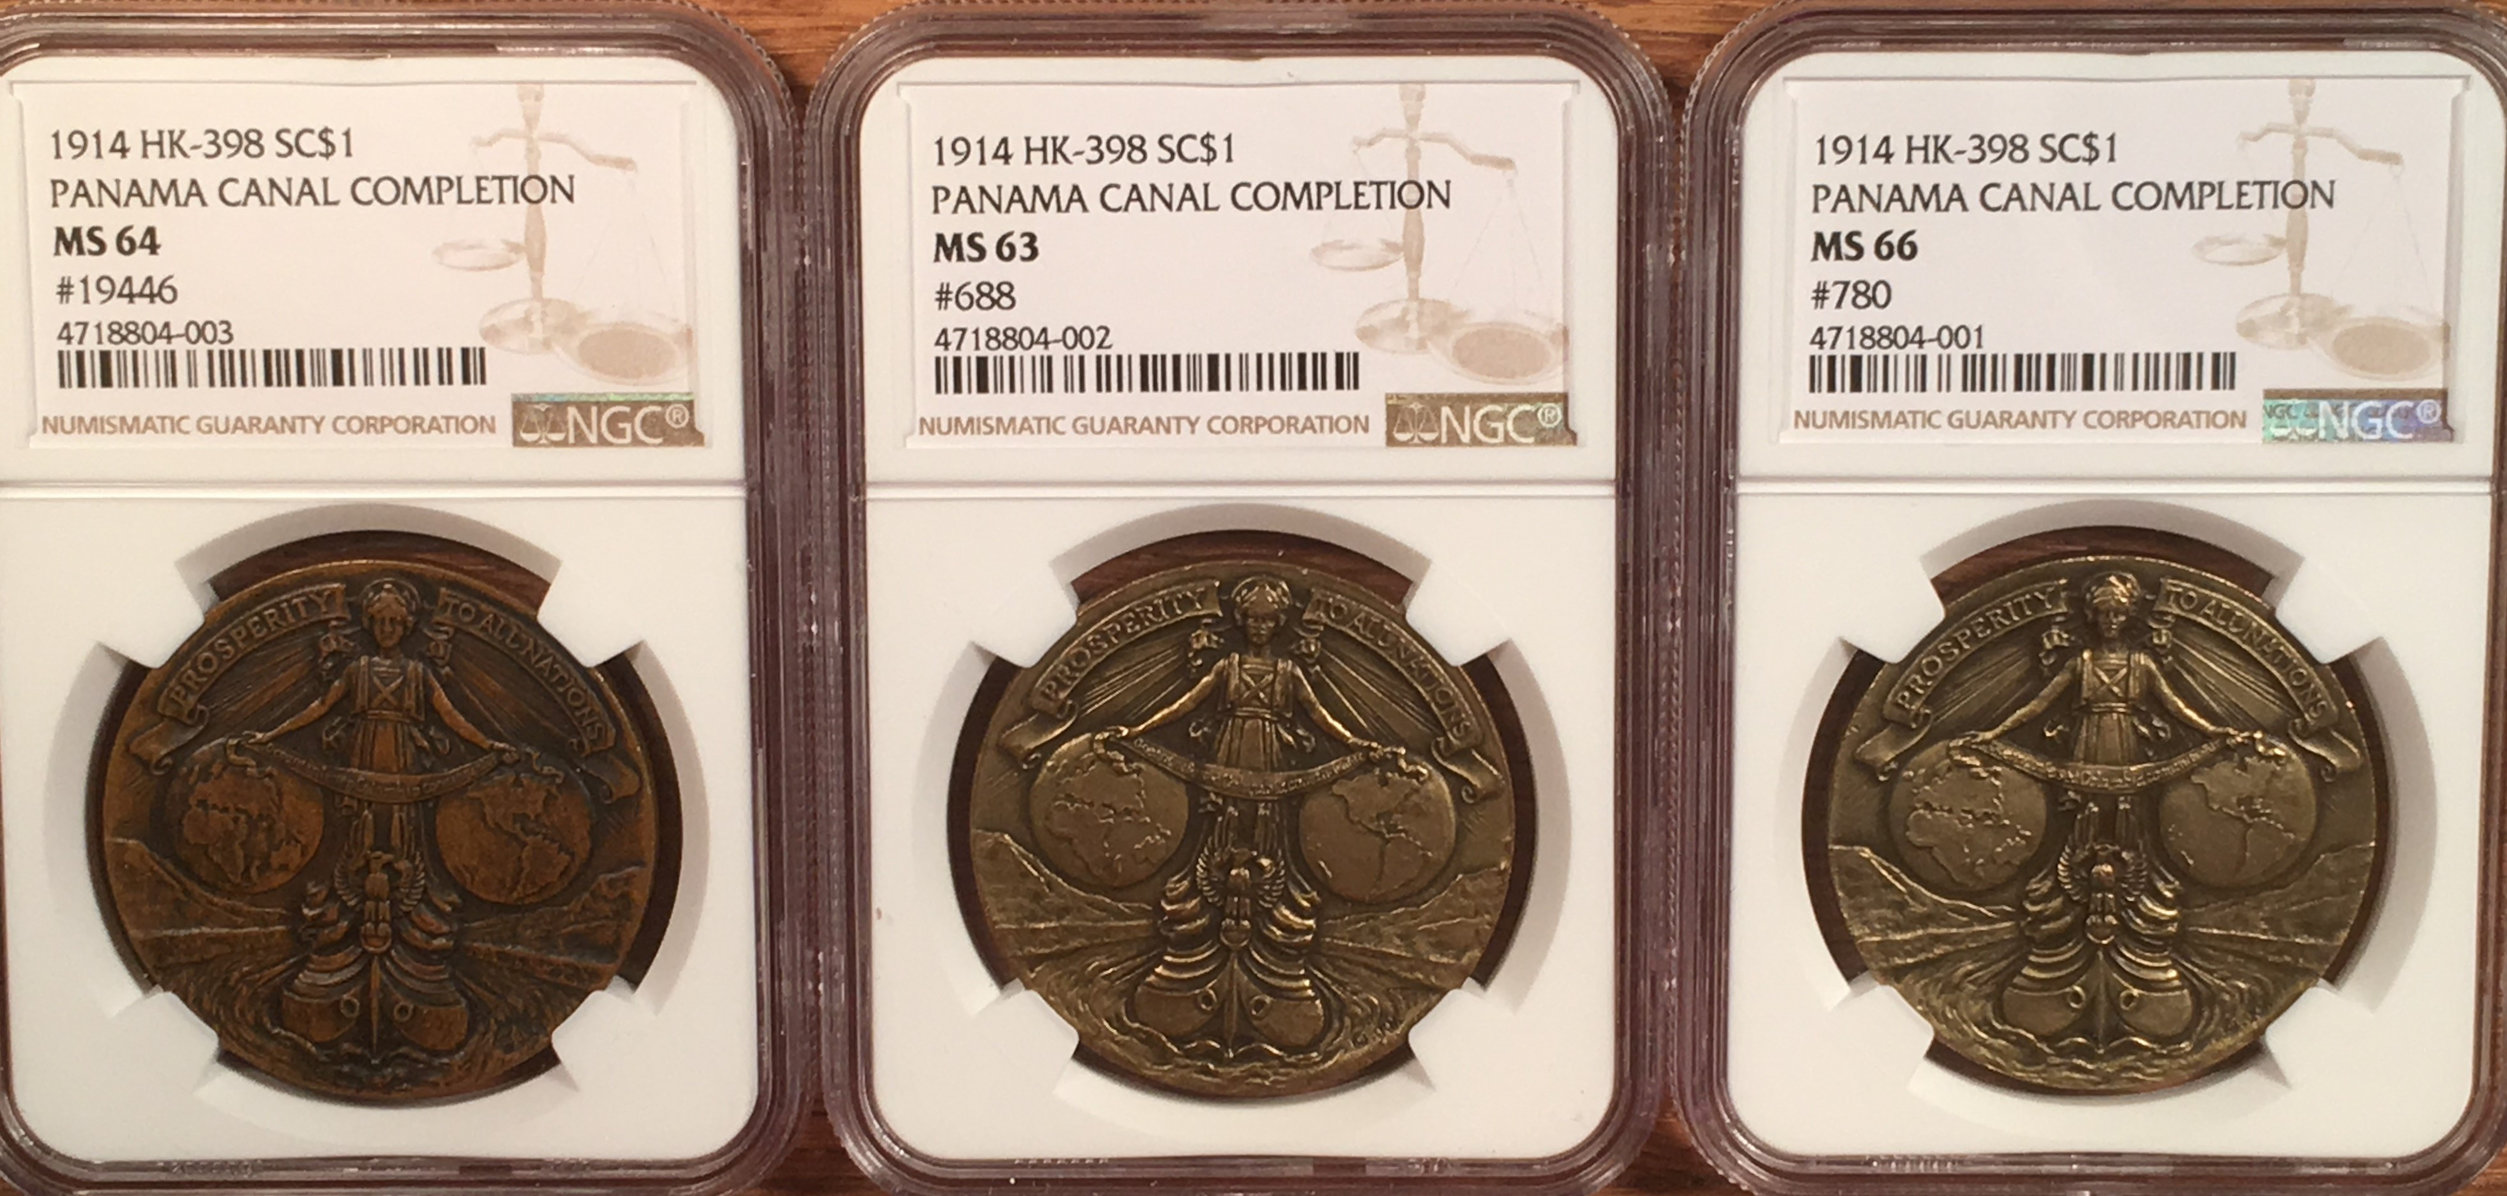 1914 HK-398 SC$1
PANAMA CANAL COMPLETION
MS 64
#19446
4718804-003
NUMISMATIC GUARANTY CORPORATION
NGC®
PROSPERITY
TO ALL NATIONS
1914 HK-398 SC$1
PANAMA CANAL COMPLETION
MS 63
#688
4718804-002
NUMISMATIC GUARANTY CORPORATION
NGC®
PROSPERITY
TO ALL NATIONS
1914 HK-398 SC$1
PANAMA CANAL COMPLETION
MS 66
#780
4718804-001
NUMISMATIC GUARANTY CORPORATION
NGC®
PROSPERITY
TO ALL NATIONS